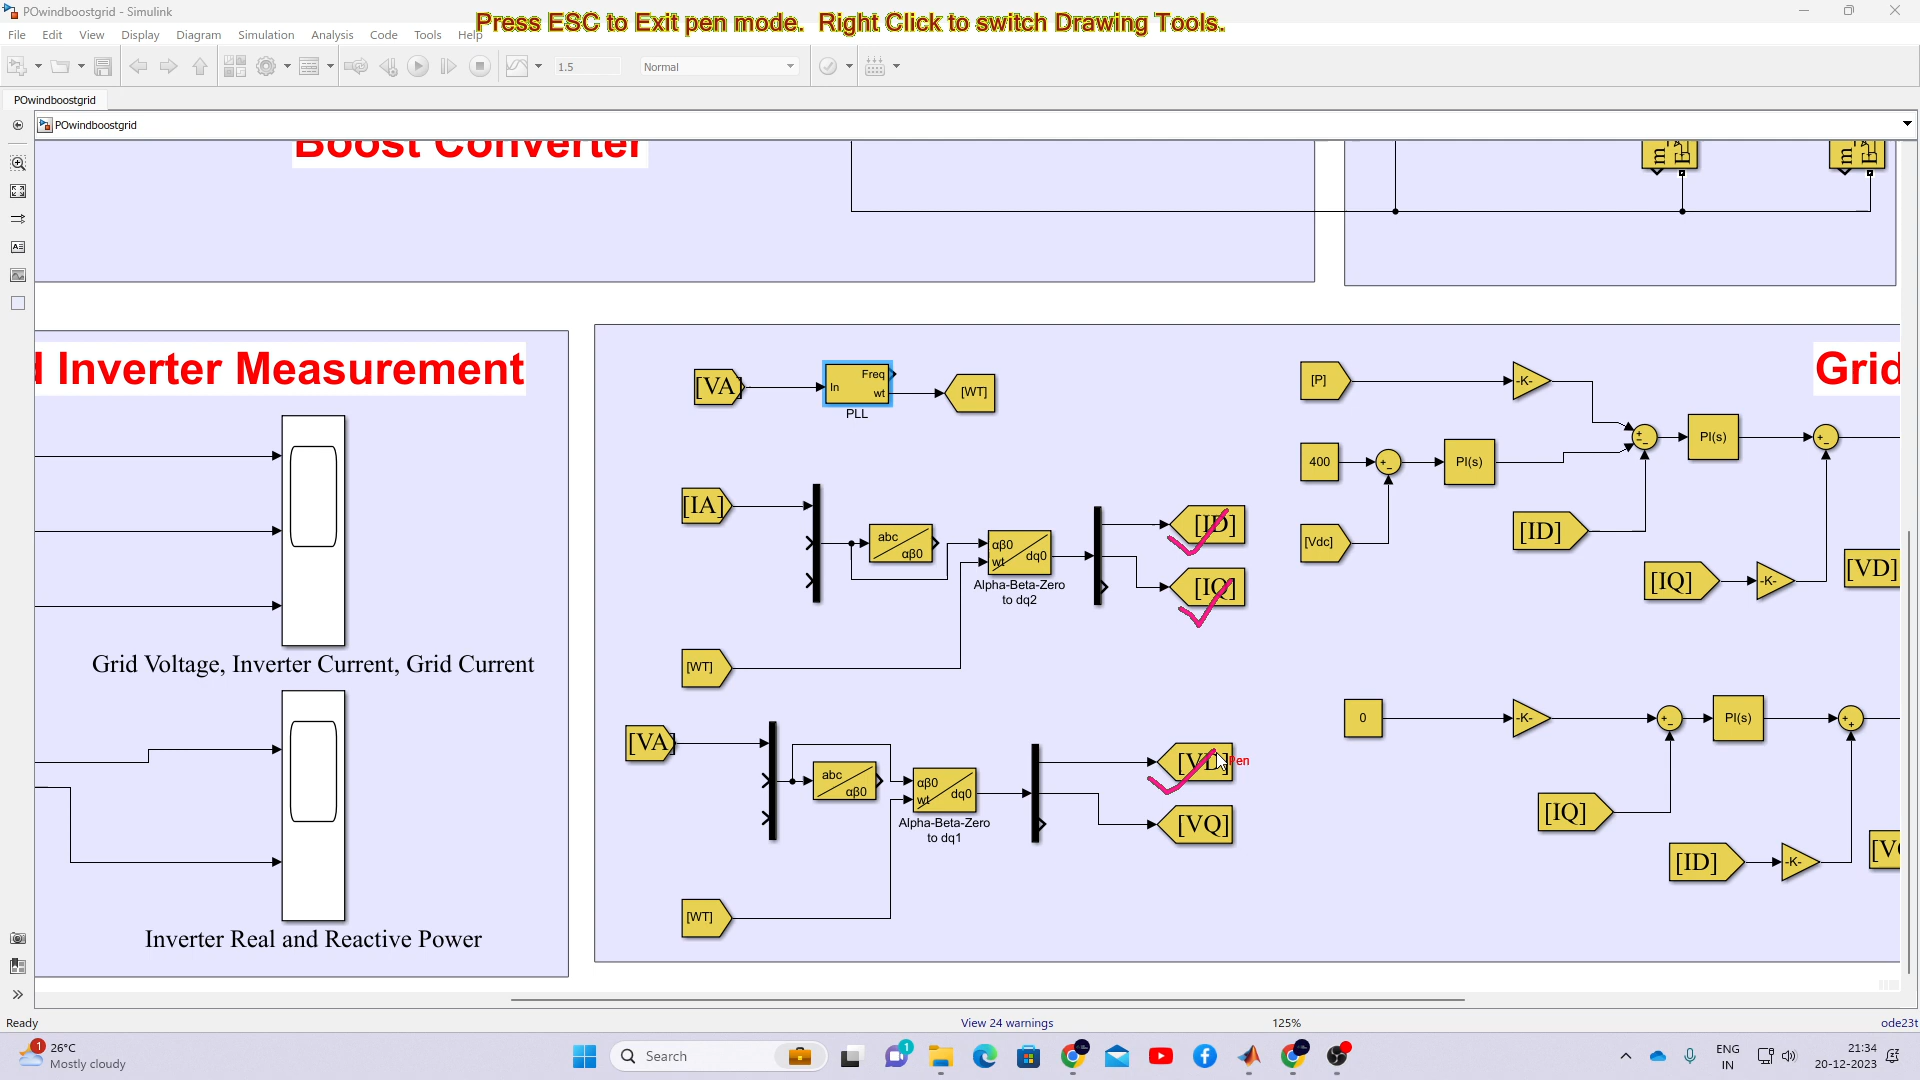 POwindboostgrid - Simulink
Press ESC to Exit pen mode. Right Click to switch Drawing Tools.
File Edit View Display Diagram Simulation Analysis Code Tools Help
1.5
Normal
POwindboostgrid
POwindboostgrid
Boost Converter
Inverter Measurement
Grid
[VA]
In
Freq
wt
PLL
[WT]
[P]
-K-
400
PI(s)
PI(s)
[Vdc]
[ID]
[IQ]
-K-
[VD]
[IA]
abc
αβ0
αβ0
wt
dq0
Alpha-Beta-Zero
to dq2
[ID]
[IQ]
[WT]
Grid Voltage, Inverter Current, Grid Current
[VA]
abc
αβ0
αβ0
wt
dq0
Alpha-Beta-Zero
to dq1
[VD]
Pen
[VQ]
[WT]
0
-K-
PI(s)
[IQ]
[ID]
-K-
Inverter Real and Reactive Power
Ready
View 24 warnings
125%
ode23t
1
26°C
Mostly cloudy
Search
1
ENG
IN
21:34
20-12-2023